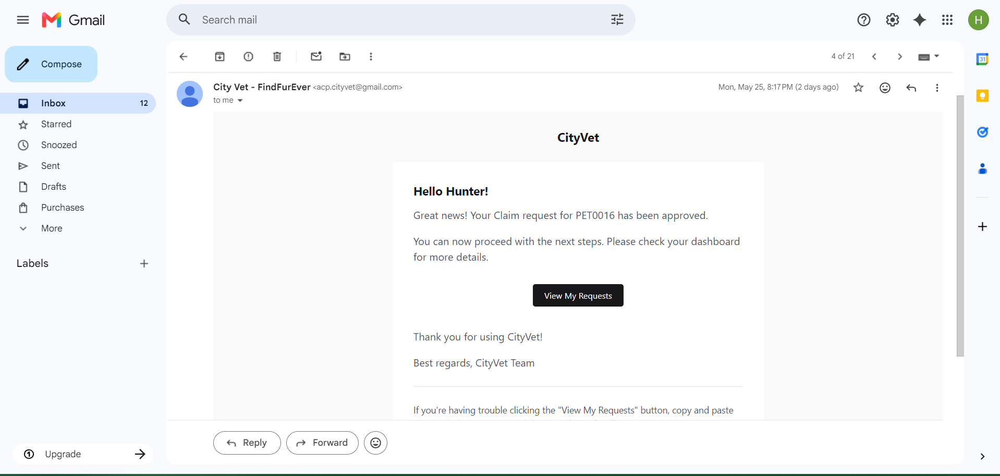 Gmail
Search mail
H
Compose
4 of 21
31
City Vet - FindFurEver <acp.cityvet@gmail.com>
Mon, May 25, 8:17 PM (2 days ago)
to me
Inbox 12
Starred
Snoozed
Sent
Drafts
Purchases
More
Labels
CityVet
Hello Hunter!
Great news! Your Claim request for PET0016 has been approved.
You can now proceed with the next steps. Please check your dashboard
for more details.
View My Requests
Thank you for using CityVet!
Best regards, CityVet Team
If you're having trouble clicking the "View My Requests" button, copy and paste
Reply
Forward
1 Upgrade